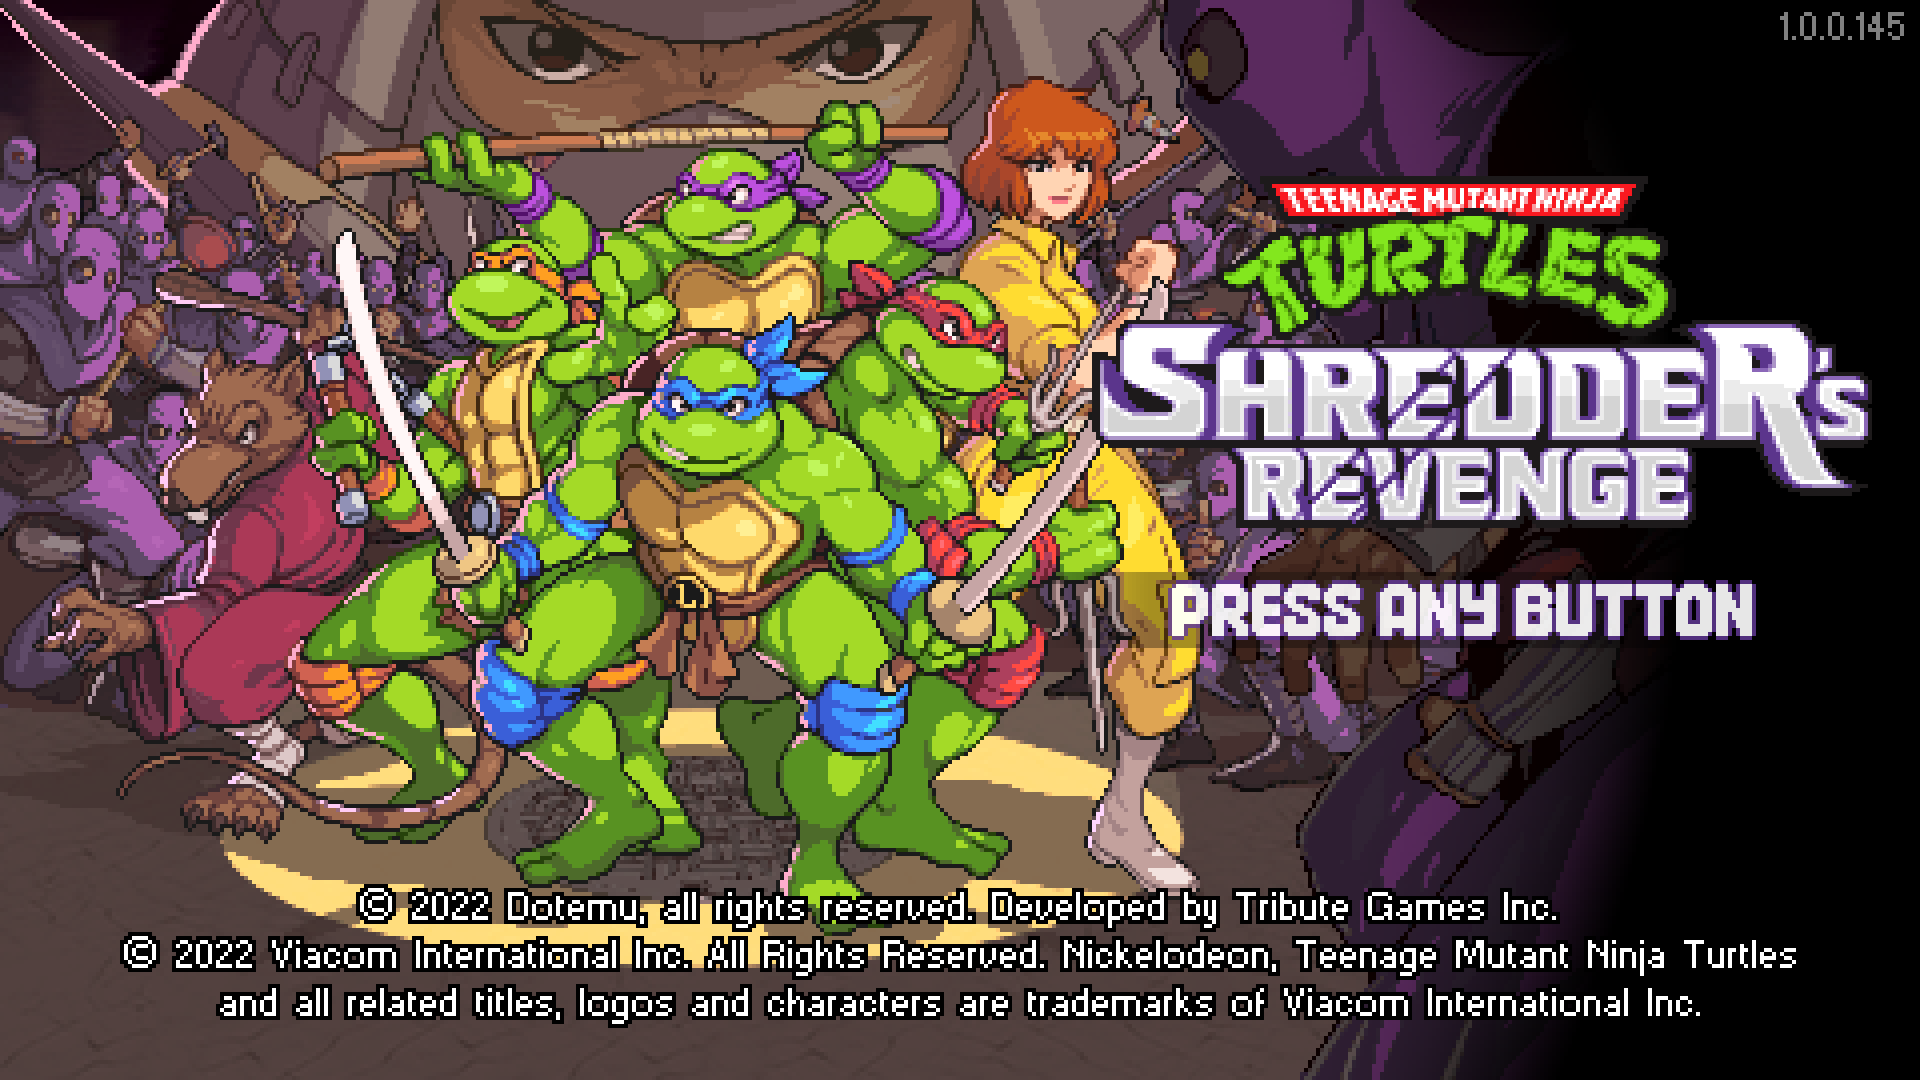 1.0.0.145
TEENAGE MUTANT NINJA
TURTLES
SHREDDER's
REVENGE
PRESS ANY BUTTON
L
© 2022 Dotemu, all rights reserved. Developed by Tribute Games Inc.
© 2022 Viacom International Inc. All Rights Reserved. Nickelodeon, Teenage Mutant Ninja Turtles
and all related titles, logos and characters are trademarks of Viacom International Inc.